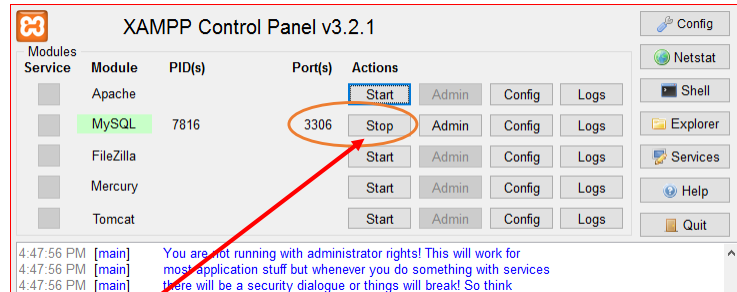 XAMPP Control Panel v3.2.1
Config
Modules
Service Module PID(s) Port(s) Actions
Netstat
Apache Start Admin Config Logs
Shell
MySQL 7816 3306 Stop Admin Config Logs
Explorer
FileZilla Start Admin Config Logs
Services
Mercury Start Admin Config Logs
Help
Tomcat Start Admin Config Logs
Quit
4:47:56 PM [main] You are not running with administrator rights! This will work for
4:47:56 PM [main] most application stuff but whenever you do something with services
4:47:56 PM [main] there will be a security dialogue or things will break! So think